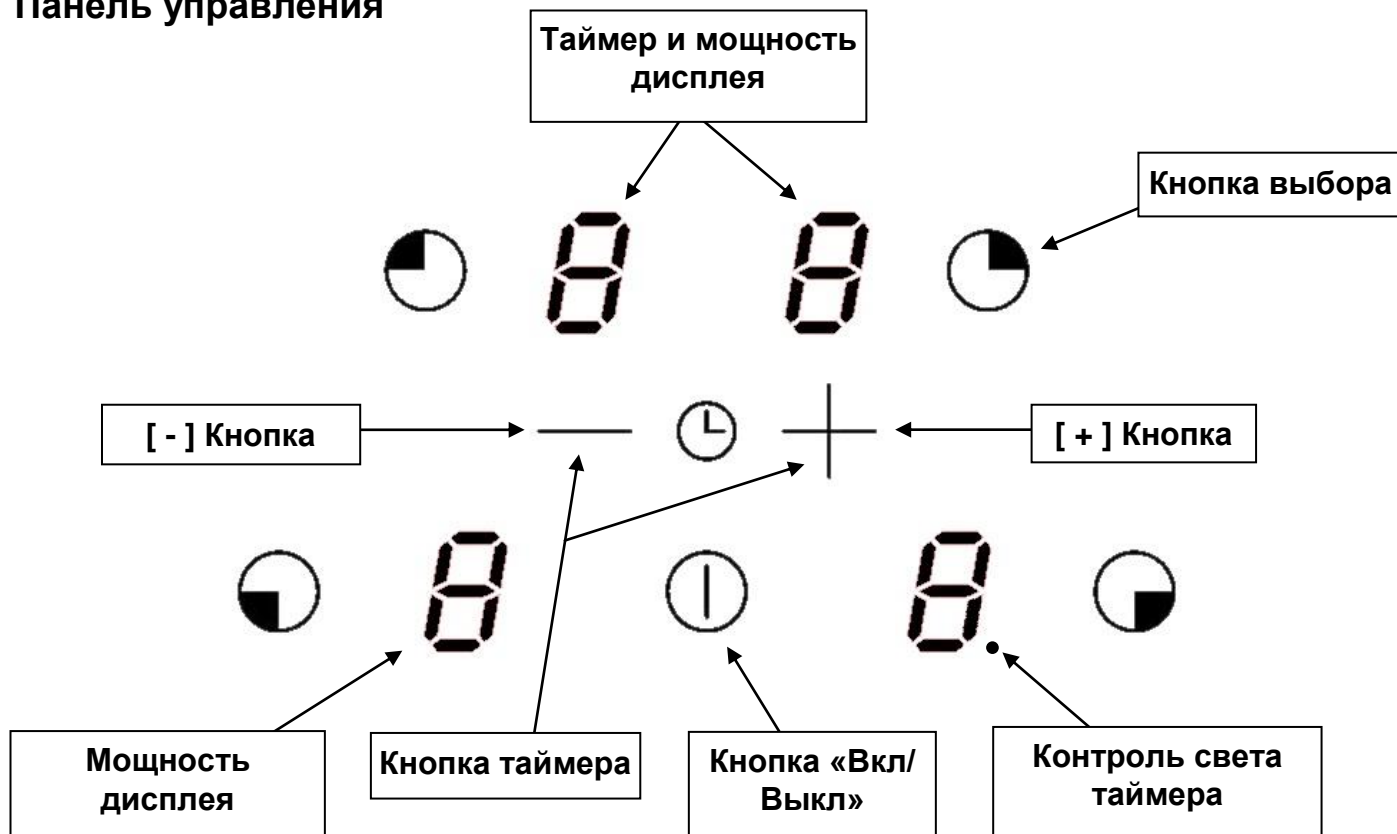 Панель управления
Таймер и мощность
дисплея
Кнопка выбора
[ - ] Кнопка
[ + ] Кнопка
Мощность
дисплея
Кнопка таймера
Кнопка «Вкл/
Выкл»
Контроль света
таймера